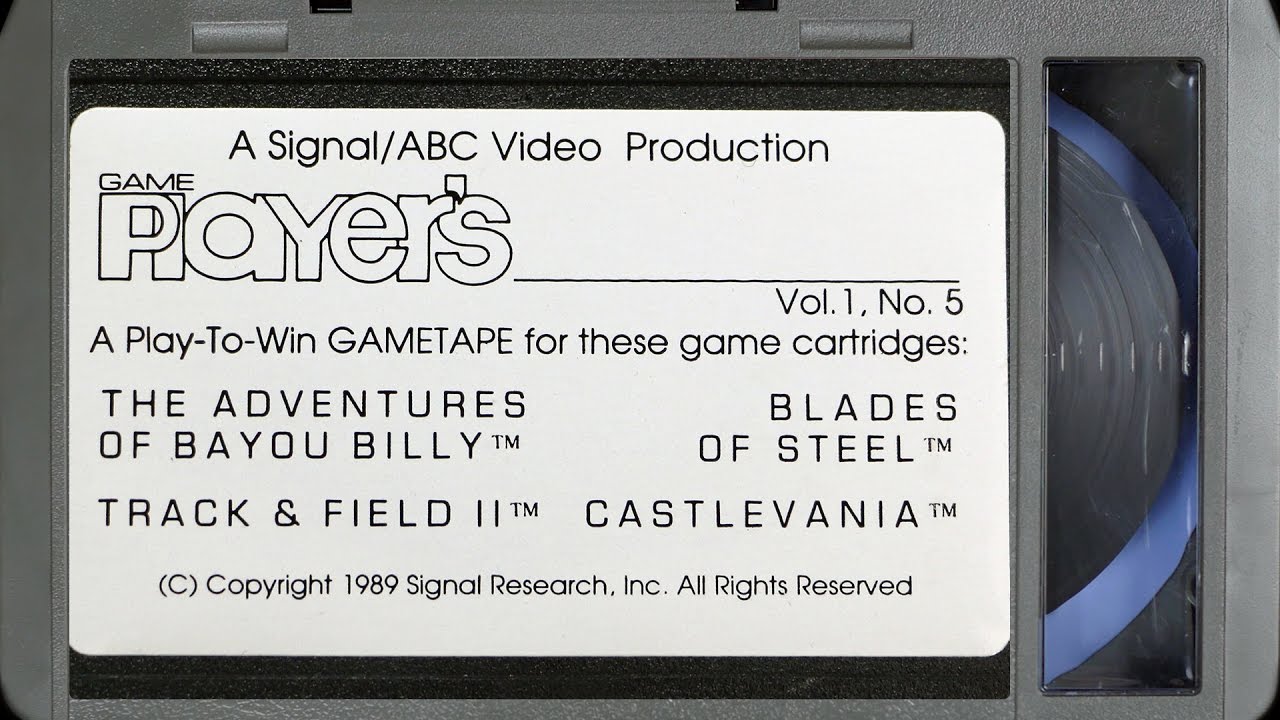 A Signal/ABC Video Production
GAME
Player's
Vol.1, No. 5
A Play-To-Win GAMETAPE for these game cartridges:
THE ADVENTURES
OF BAYOU BILLY™
BLADES
OF STEEL™
TRACK & FIELD II™ CASTLEVANIA™
(C) Copyright 1989 Signal Research, Inc. All Rights Reserved